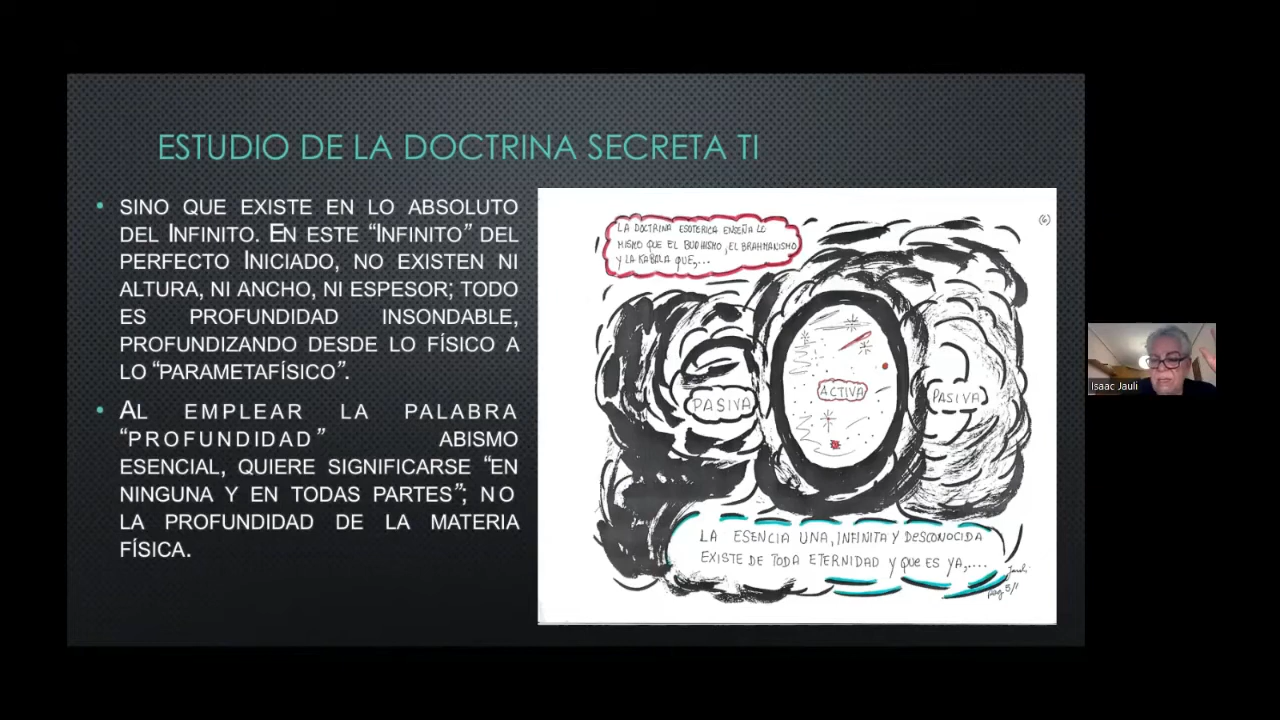 ESTUDIO DE LA DOCTRINA SECRETA TI
• SINO QUE EXISTE EN LO ABSOLUTO
DEL INFINITO. EN ESTE “INFINITO” DEL
PERFECTO INICIADO, NO EXISTEN NI
ALTURA, NI ANCHO, NI ESPESOR; TODO
ES PROFUNDIDAD INSONDABLE,
PROFUNDIZANDO DESDE LO FÍSICO A
LO “PARAMETAFÍSICO”.
• AL EMPLEAR LA PALABRA
“PROFUNDIDAD” ABISMO
ESENCIAL, QUIERE SIGNIFICARSE “EN
NINGUNA Y EN TODAS PARTES”; NO
LA PROFUNDIDAD DE LA MATERIA
FÍSICA.
(6)
LA DOCTRINA ESOTERICA ENSEÑA LO
MISMO QUE EL BUDHISMO, EL BRAHMANISMO
Y LA KABALA QUE,...
PASIVA
ACTIVA
PASIVA
LA ESENCIA UNA, INFINITA Y DESCONOCIDA
EXISTE DE TODA ETERNIDAD Y QUE ES YA,....
Jauli
Isaac Jauli